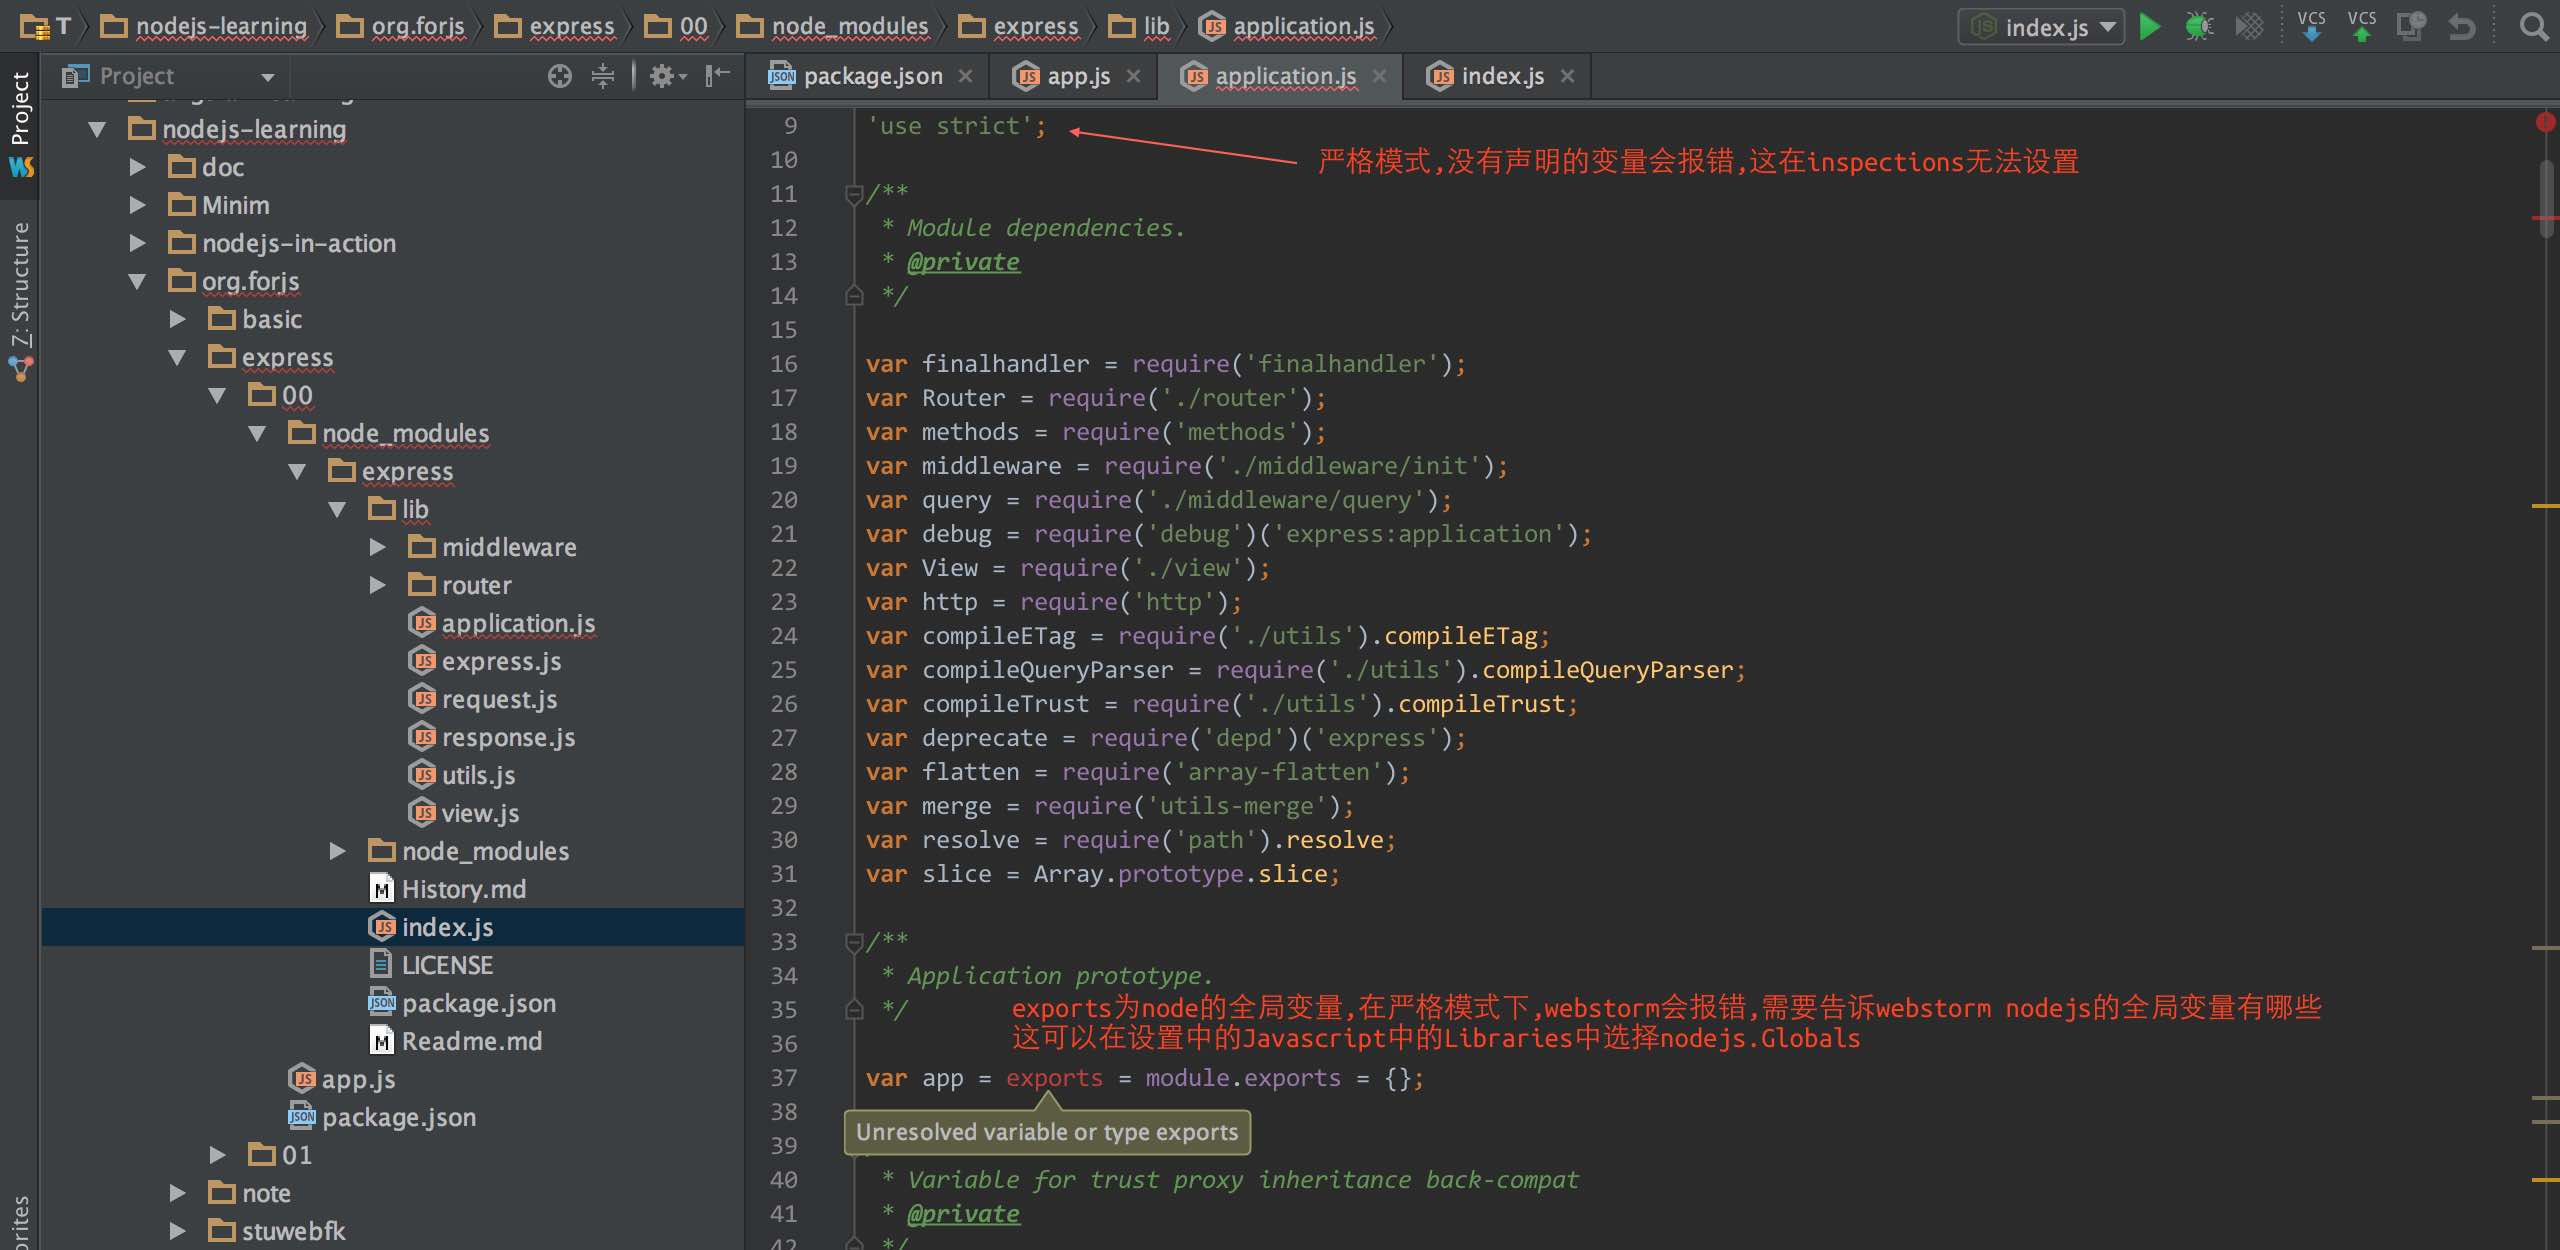 T nodejs-learning org.forjs express 00 node_modules express lib application.js index.js VCS VCS
Project
Project
package.json app.js application.js index.js
Z: Structure
nodejs-learning
doc
Minim
nodejs-in-action
org.forjs
basic
express
00
node_modules
express
lib
middleware
router
application.js
express.js
request.js
response.js
utils.js
view.js
node_modules
History.md
index.js
LICENSE
package.json
Readme.md
app.js
package.json
01
note
stuwebfk
9 'use strict';
严格模式,没有声明的变量会报错,这在inspections无法设置
10
11 /**
12 * Module dependencies.
13 * @private
14 */
15
16 var finalhandler = require('finalhandler');
17 var Router = require('./router');
18 var methods = require('methods');
19 var middleware = require('./middleware/init');
20 var query = require('./middleware/query');
21 var debug = require('debug')('express:application');
22 var View = require('./view');
23 var http = require('http');
24 var compileETag = require('./utils').compileETag;
25 var compileQueryParser = require('./utils').compileQueryParser;
26 var compileTrust = require('./utils').compileTrust;
27 var deprecate = require('depd')('express');
28 var flatten = require('array-flatten');
29 var merge = require('utils-merge');
30 var resolve = require('path').resolve;
31 var slice = Array.prototype.slice;
32
33 /**
34 * Application prototype.
35 */
exports为node的全局变量,在严格模式下,webstorm会报错,需要告诉webstorm nodejs的全局变量有哪些
这可以在设置中的Javascript中的Libraries中选择nodejs.Globals
36
37 var app = exports = module.exports = {};
38
Unresolved variable or type exports
39
40 * Variable for trust proxy inheritance back-compat
41 * @private
42 */